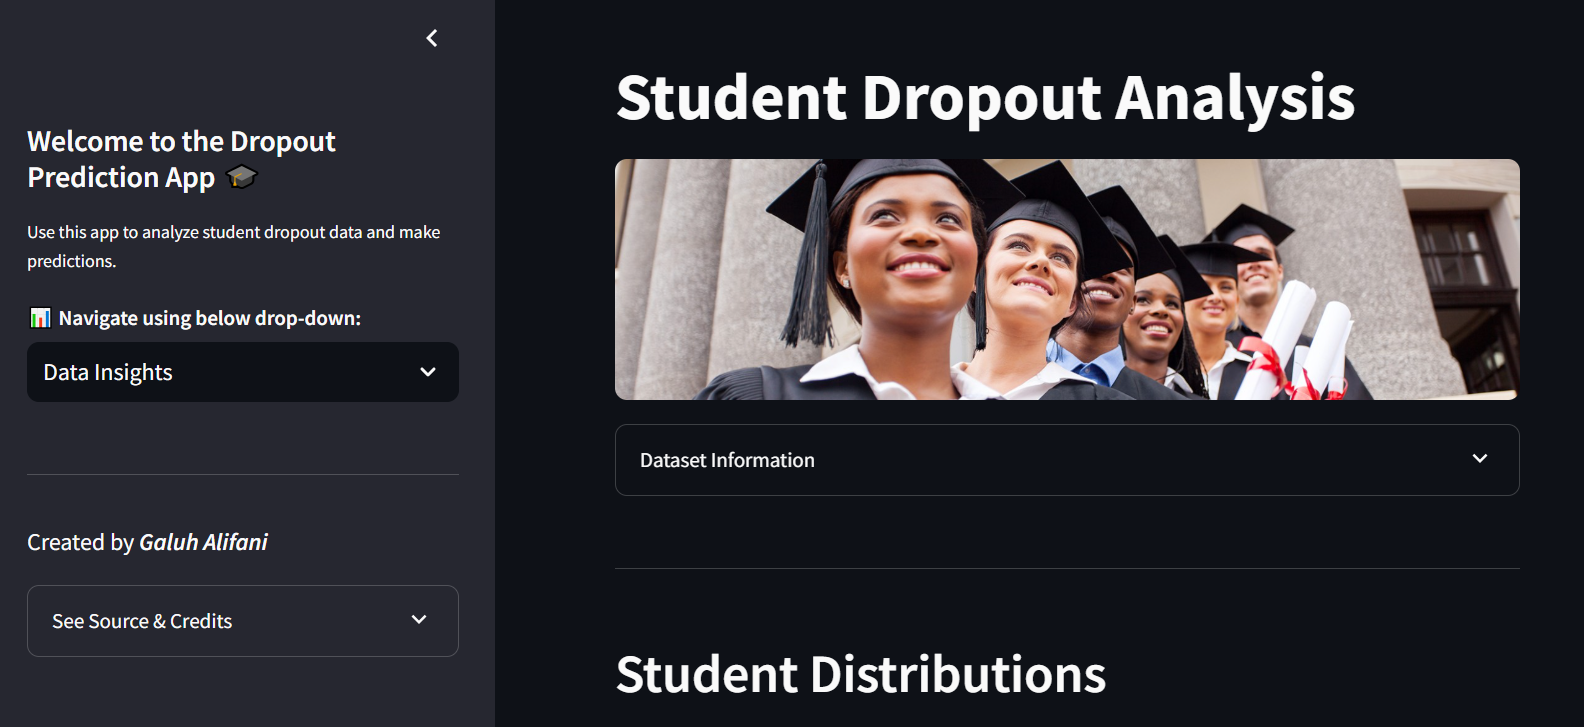 Welcome to the Dropout
Prediction App 🎓
Use this app to analyze student dropout data and make
predictions.
📊 Navigate using below drop-down:
Data Insights
Created by Galuh Alifani
See Source & Credits
Student Dropout Analysis
Dataset Information
Student Distributions